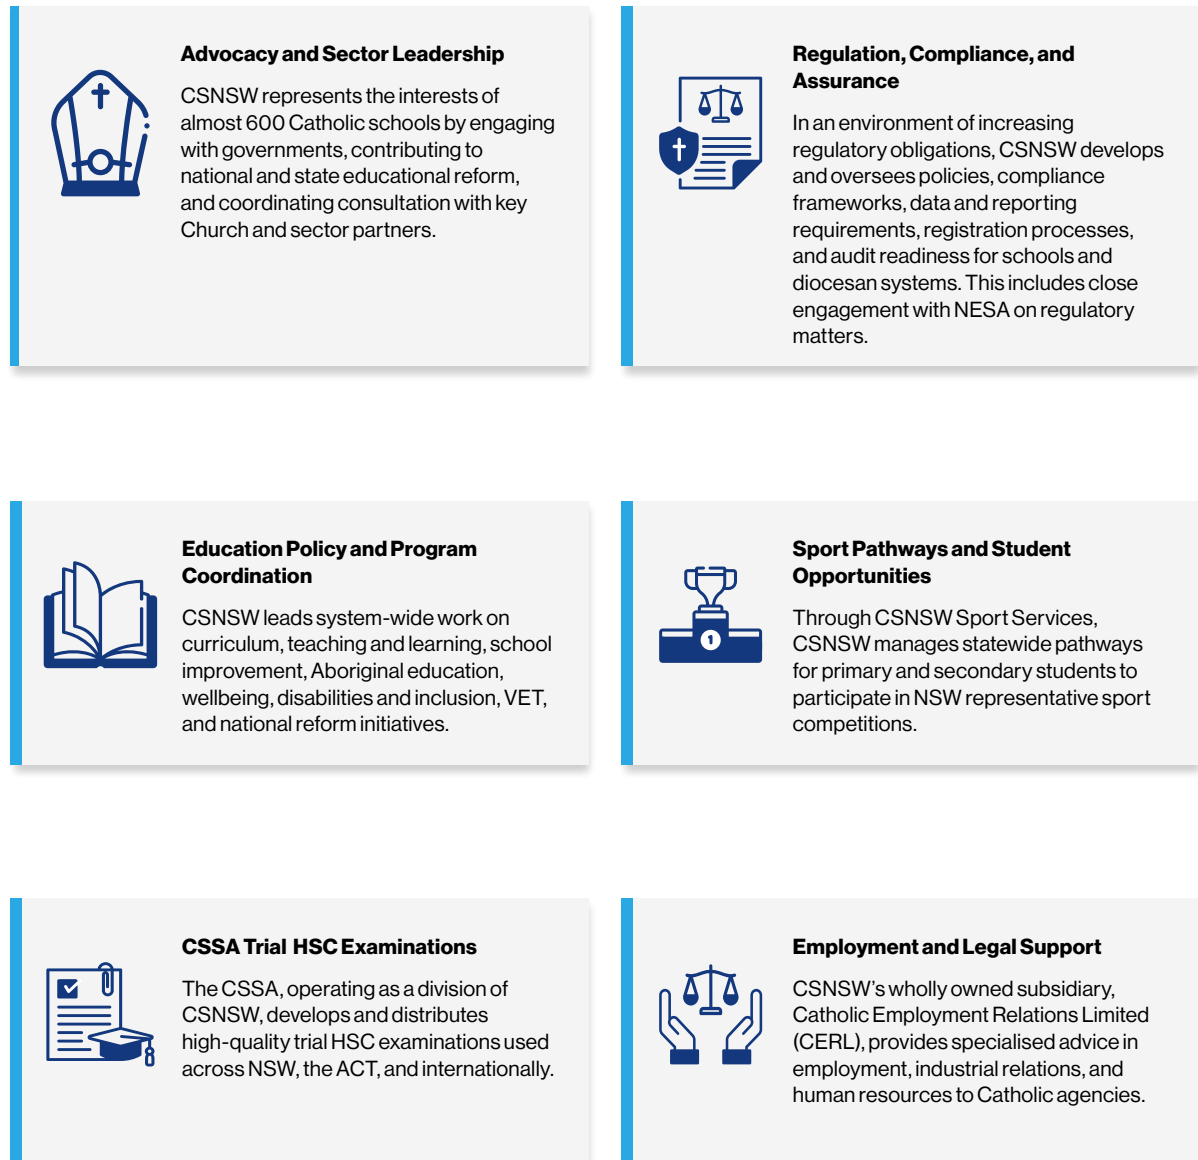 Advocacy and Sector Leadership
CSNSW represents the interests of
almost 600 Catholic schools by engaging
with governments, contributing to
national and state educational reform,
and coordinating consultation with key
Church and sector partners.
Regulation, Compliance, and
Assurance
In an environment of increasing
regulatory obligations, CSNSW develops
and oversees policies, compliance
frameworks, data and reporting
requirements, registration processes,
and audit readiness for schools and
diocesan systems. This includes close
engagement with NESA on regulatory
matters.
Education Policy and Program
Coordination
CSNSW leads system-wide work on
curriculum, teaching and learning, school
improvement, Aboriginal education,
wellbeing, disabilities and inclusion, VET,
and national reform initiatives.
1
Sport Pathways and Student
Opportunities
Through CSNSW Sport Services,
CSNSW manages statewide pathways
for primary and secondary students to
participate in NSW representative sport
competitions.
CSSA Trial HSC Examinations
The CSSA, operating as a division of
CSNSW, develops and distributes
high-quality trial HSC examinations used
across NSW, the ACT, and internationally.
Employment and Legal Support
CSNSW's wholly owned subsidiary,
Catholic Employment Relations Limited
(CERL), provides specialised advice in
employment, industrial relations, and
human resources to Catholic agencies.